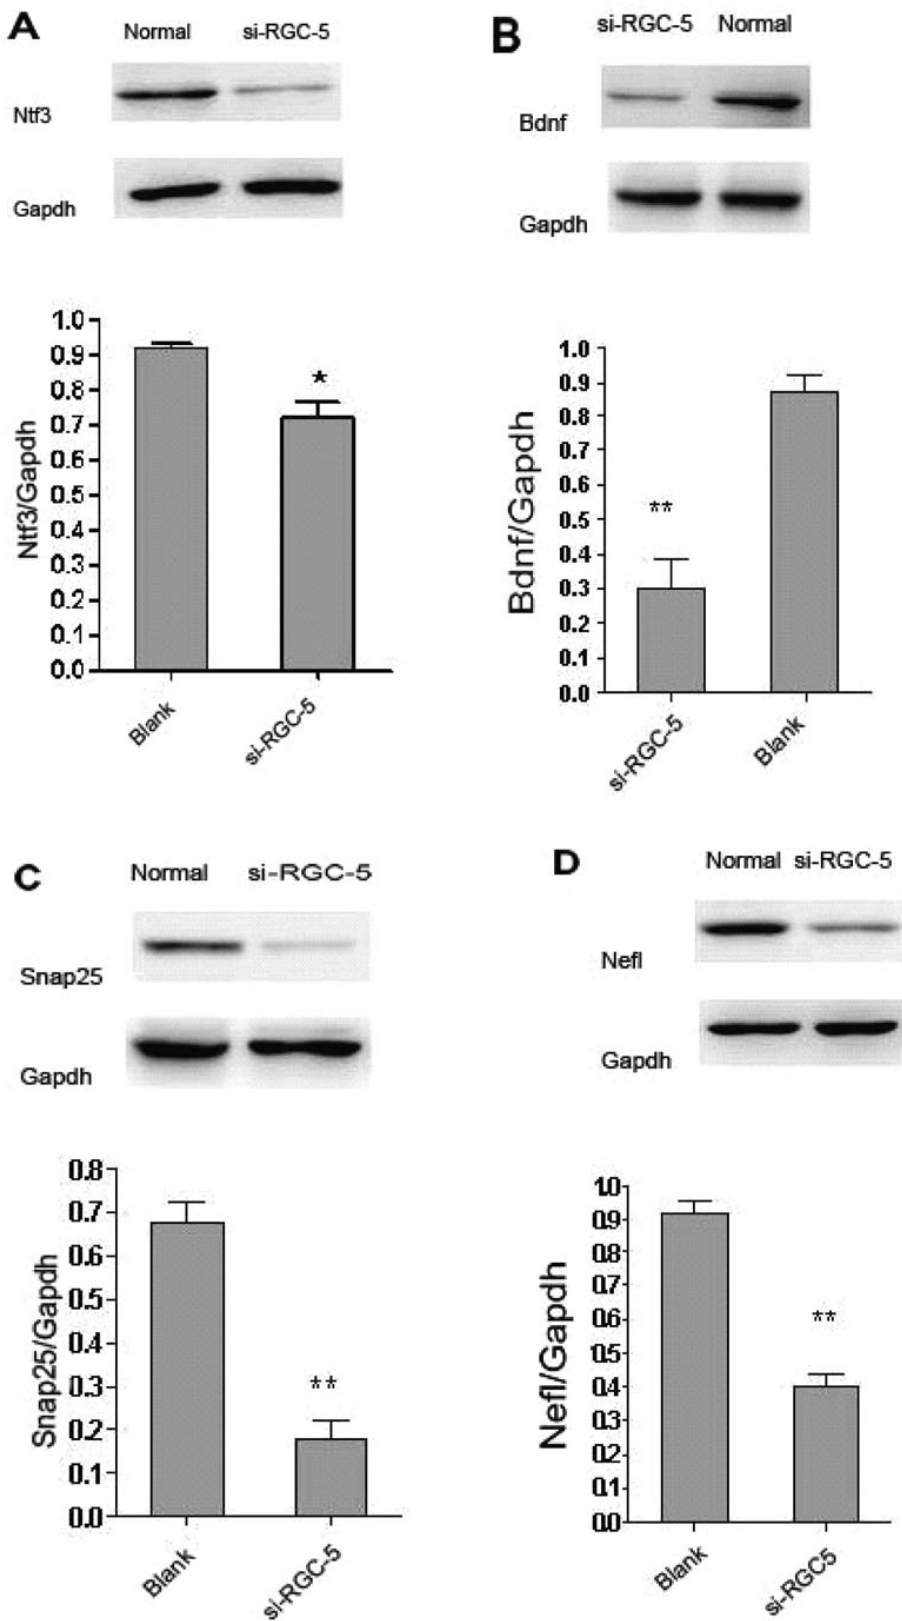 A
Normal si-RGC-5
Ntf3
Gapdh
Ntf3/Gapdh
1.0
0.9
0.8
0.7
0.6
0.5
0.4
0.3
0.2
0.1
0.0
*
Blank
si-RGC-5
B
si-RGC-5 Normal
Bdnf
Gapdh
Bdnf/Gapdh
1.0
0.9
0.8
0.7
0.6
0.5
0.4
0.3
0.2
0.1
0.0
**
si-RGC-5
Blank
C
Normal si-RGC-5
Snap25
Gapdh
Snap25/Gapdh
0.8
0.7
0.6
0.5
0.4
0.3
0.2
0.1
0.0
**
Blank
si-RGC-5
D
Normal si-RGC-5
Nefl
Gapdh
Nefl/Gapdh
1.0
0.9
0.8
0.7
0.6
0.5
0.4
0.3
0.2
0.1
0.0
**
Blank
si-RGC5